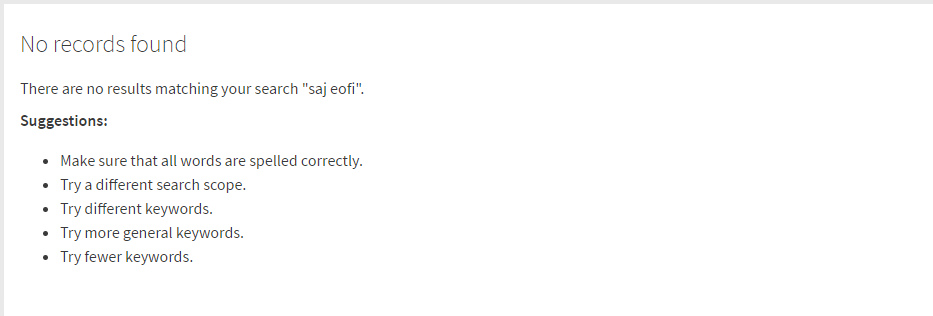 No records found
There are no results matching your search "saj eofi".
Suggestions:
• Make sure that all words are spelled correctly.
• Try a different search scope.
• Try different keywords.
• Try more general keywords.
• Try fewer keywords.